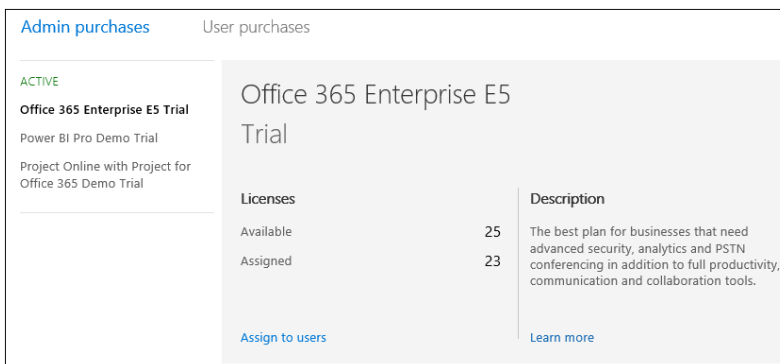 Admin purchases
User purchases
ACTIVE
Office 365 Enterprise E5 Trial
Power BI Pro Demo Trial
Project Online with Project for
Office 365 Demo Trial
Office 365 Enterprise E5
Trial
Licenses
Available 25
Assigned 23
Assign to users
Description
The best plan for businesses that need
advanced security, analytics and PSTN
conferencing in addition to full productivity,
communication and collaboration tools.
Learn more